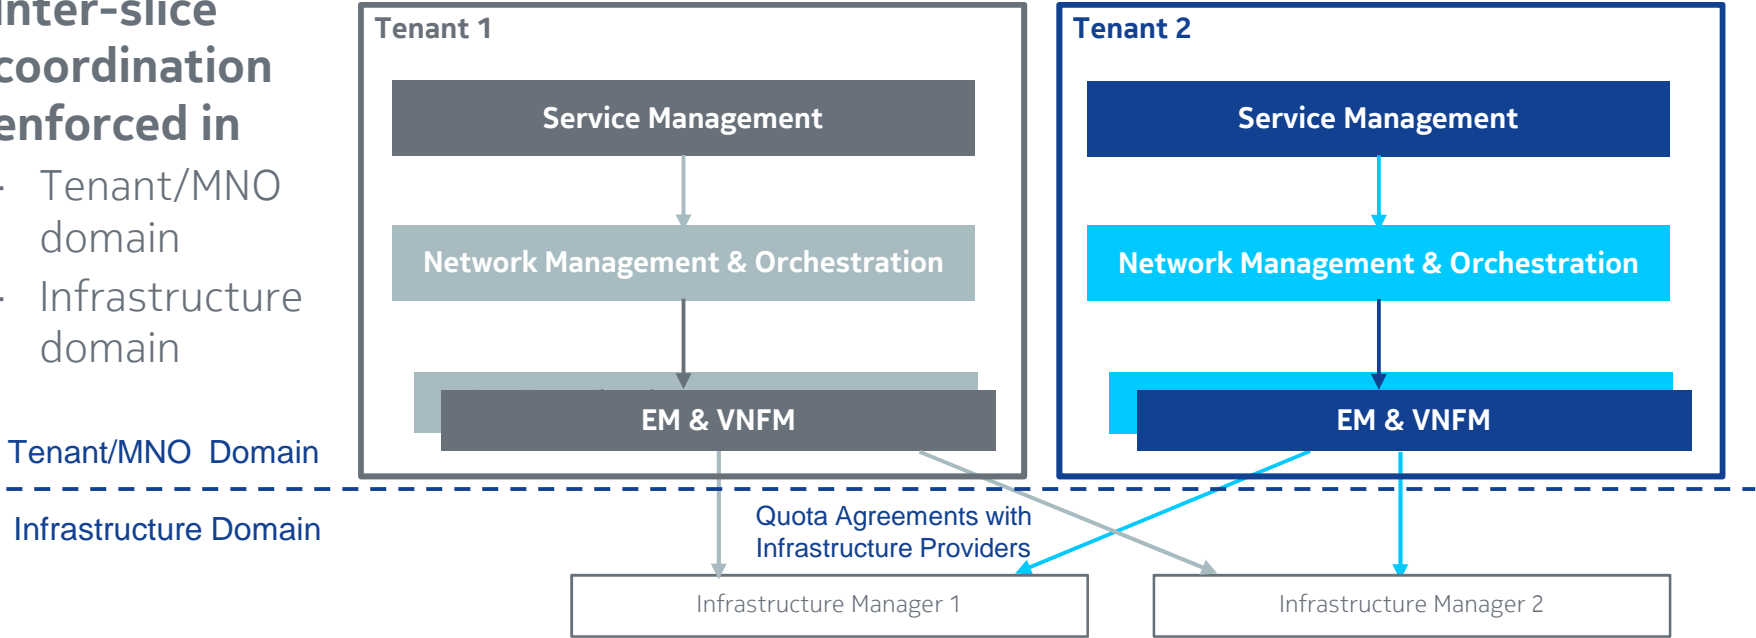 Inter-slice
coordination
enforced in
- Tenant/MNO
domain
- Infrastructure
domain
Tenant/MNO Domain
Infrastructure Domain
Tenant 1
Service Management
Network Management & Orchestration
EM & VNFM
Tenant 2
Service Management
Network Management & Orchestration
EM & VNFM
Quota Agreements with
Infrastructure Providers
Infrastructure Manager 1
Infrastructure Manager 2